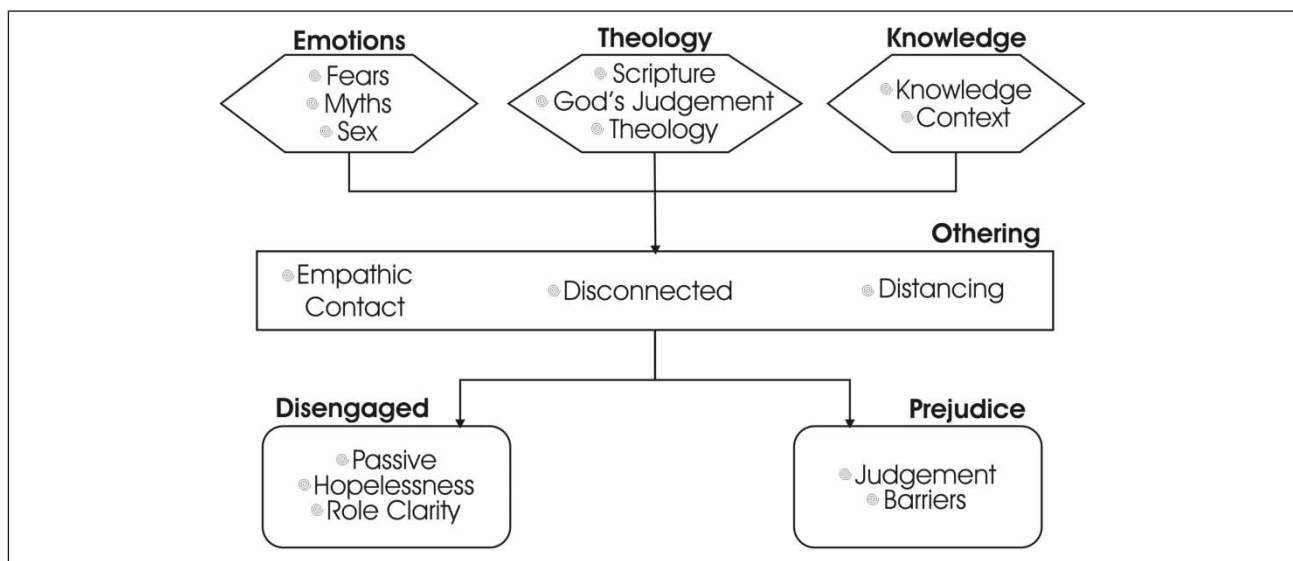 Emotions
Theology
Knowledge
Fears
Myths
Sex
Scripture
God's Judgement
Theology
Knowledge
Context
Othering
Empathic
Contact
Disconnected
Distancing
Disengaged
Prejudice
Passive
Hopelessness
Role Clarity
Judgement
Barriers